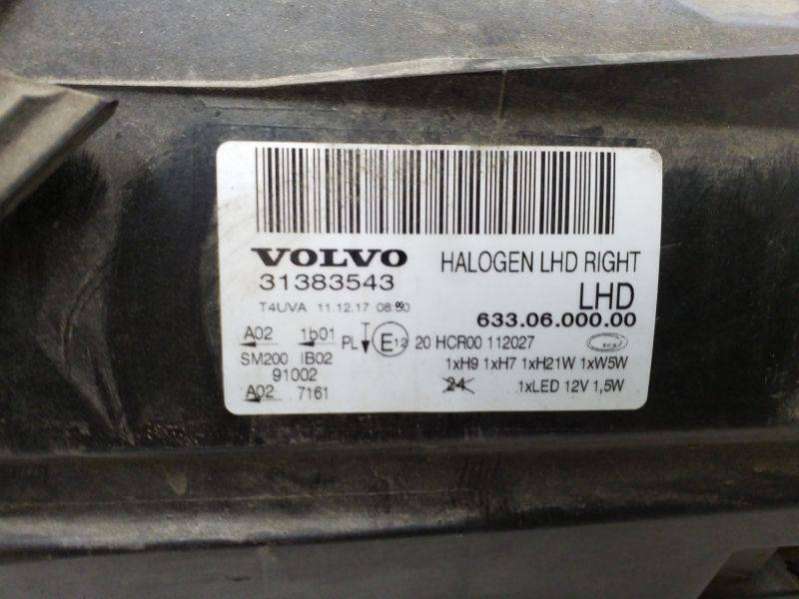 VOLVO
31383543
HALOGEN LHD RIGHT
LHD
T4UVA 11.12.17
633.06.000.00
A02 1b01 PL E 20 HCR00 112027
SM200 IB02 1xH9 1xH7 1xH21W 1xW5W
91002
A02 7161 24 1xLED 12V 1,5W